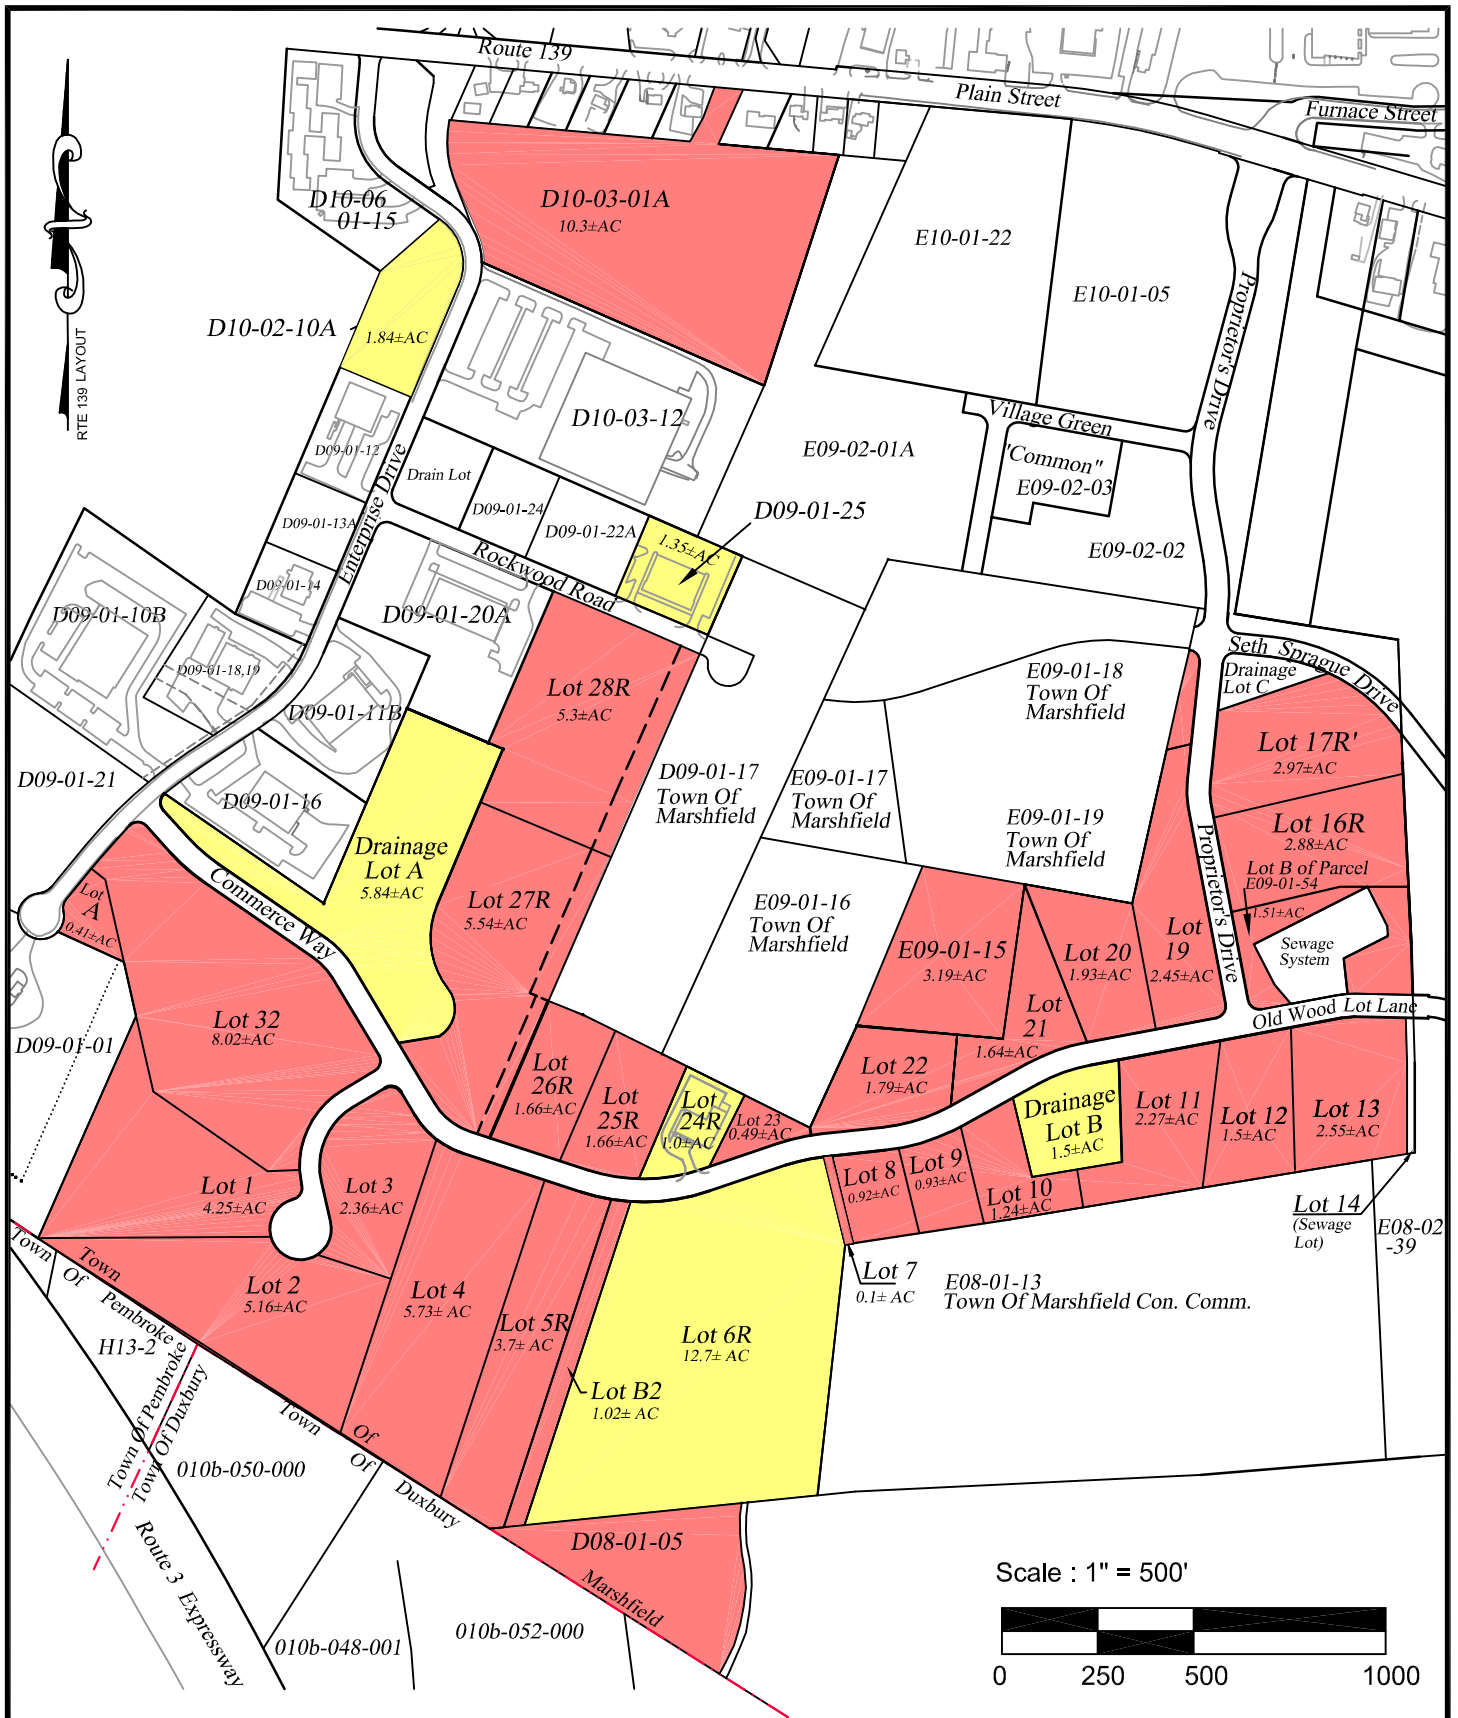 Route 139
Plain Street
Furnace Street
RTE 139 LAYOUT
D10-06
01-15
D10-03-01A
10.3±AC
E10-01-22
E10-01-05
D10-02-10A
1.84±AC
Proprietor's Drive
D10-03-12
Village Green
E09-02-01A
"Common"
E09-02-03
D09-01-12
Drain Lot
Enterprise Drive
D09-01-24
D09-01-25
D09-01-13A
D09-01-22A
1.35±AC
E09-02-02
Rockwood Road
D09-01-14
D09-01-10B
D09-01-20A
D09-01-18,19
Seth Sprague Drive
E09-01-18
Town Of
Marshfield
Drainage
Lot C
Lot 28R
5.3±AC
D09-01-11B
Lot 17R'
2.97±AC
D09-01-21
D09-01-17
Town Of
Marshfield
E09-01-17
Town Of
Marshfield
D09-01-16
E09-01-19
Town Of
Marshfield
Lot 16R
2.88±AC
Drainage
Lot A
5.84±AC
Proprietor's Drive
Lot B of Parcel
E09-01-54
1.51±AC
Lot
A
0.41±AC
Commerce Way
Lot 27R
5.54±AC
E09-01-16
Town Of
Marshfield
E09-01-15
3.19±AC
Lot 20
1.93±AC
Lot
19
2.45±AC
Sewage
System
Lot 32
8.02±AC
Lot
21
1.64±AC
Old Wood Lot Lane
D09-01-01
Lot
26R
1.66±AC
Lot
25R
1.66±AC
Lot
24R
1.0±AC
Lot 23
0.49±AC
Lot 22
1.79±AC
Drainage
Lot B
1.5±AC
Lot 11
2.27±AC
Lot 12
1.5±AC
Lot 13
2.55±AC
Lot 1
4.25±AC
Lot 3
2.36±AC
Lot 8
0.92±AC
Lot 9
0.93±AC
Lot 10
1.24±AC
Lot 14
(Sewage
Lot)
E08-02
-39
Town Of Pembroke
Town Of
Lot 2
5.16±AC
Lot 4
5.73± AC
Lot 5R
3.7± AC
Lot 7
0.1± AC
E08-01-13
Town Of Marshfield Con. Comm.
Lot 6R
12.7± AC
H13-2
Lot B2
1.02± AC
Town Of Pembroke
Town Of Duxbury
Town Of Marshfield
Of Duxbury
010b-050-000
Route 3 Expressway
D08-01-05
010b-048-001
010b-052-000
Scale : 1" = 500'
0 250 500 1000